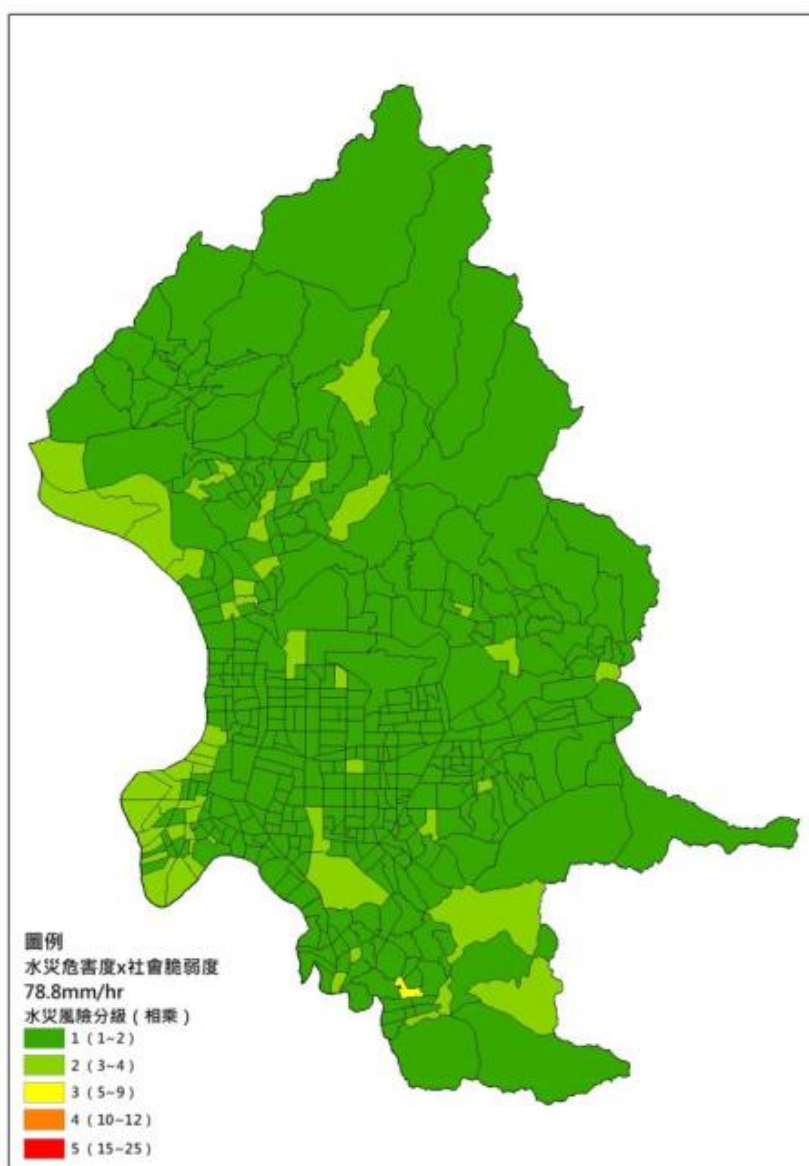 圖例
水災危害度x社會脆弱度
78.8mm/hr
水災風險分級（相乘）
1（1~2）
2（3~4）
3（5~9）
4（10~12）
5（15~25）